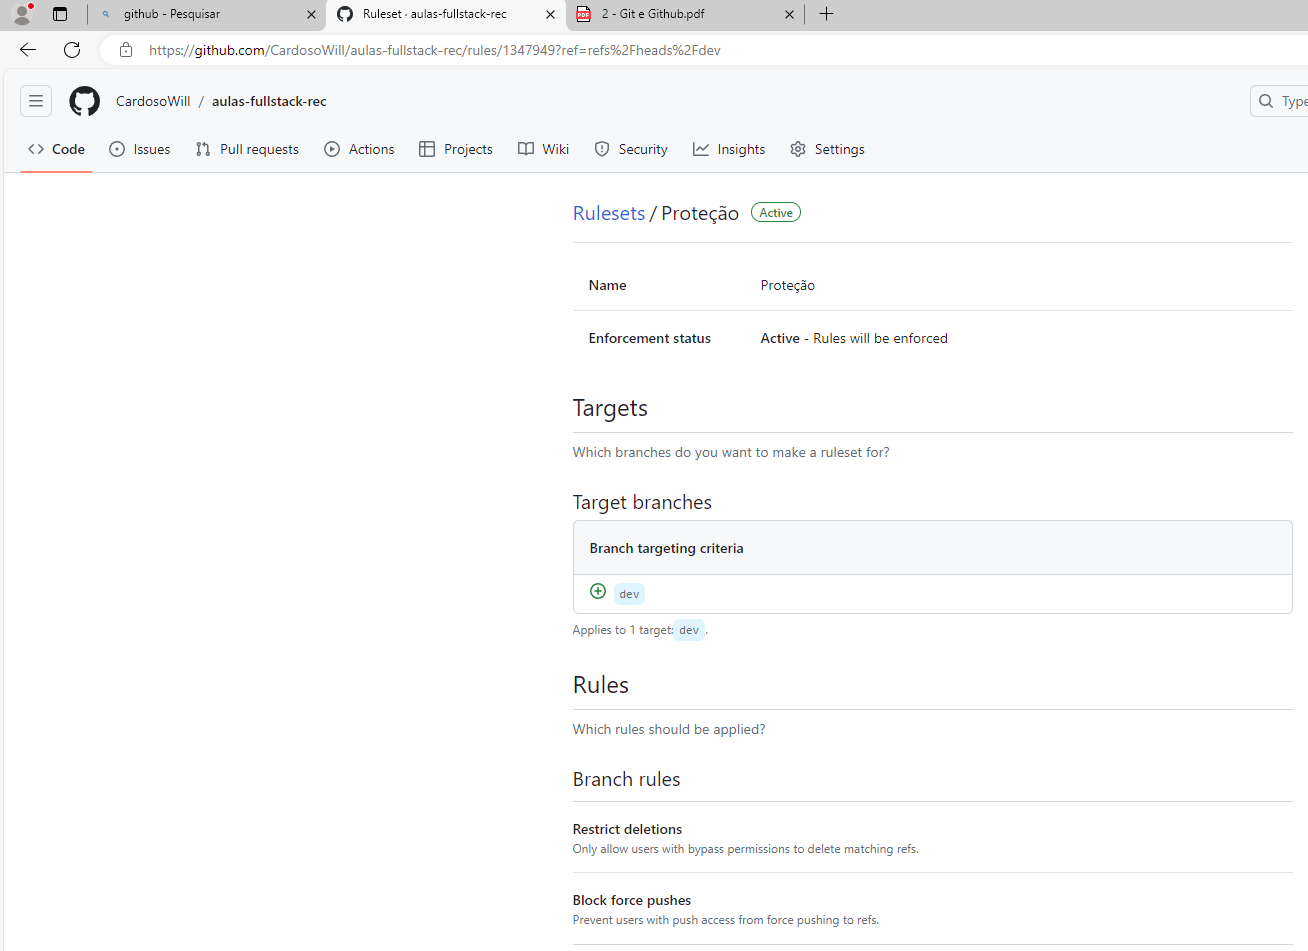 github - Pesquisar
Ruleset · aulas-fullstack-rec
PDF
2 - Git e Github.pdf
https://github.com/CardosoWill/aulas-fullstack-rec/rules/1347949?ref=refs%2Fheads%2Fdev
CardosoWill / aulas-fullstack-rec
Type
Code Issues Pull requests Actions Projects Wiki Security Insights Settings
Rulesets / Proteção Active
Name Proteção
Enforcement status Active - Rules will be enforced
Targets
Which branches do you want to make a ruleset for?
Target branches
Branch targeting criteria
dev
Applies to 1 target: dev .
Rules
Which rules should be applied?
Branch rules
Restrict deletions
Only allow users with bypass permissions to delete matching refs.
Block force pushes
Prevent users with push access from force pushing to refs.